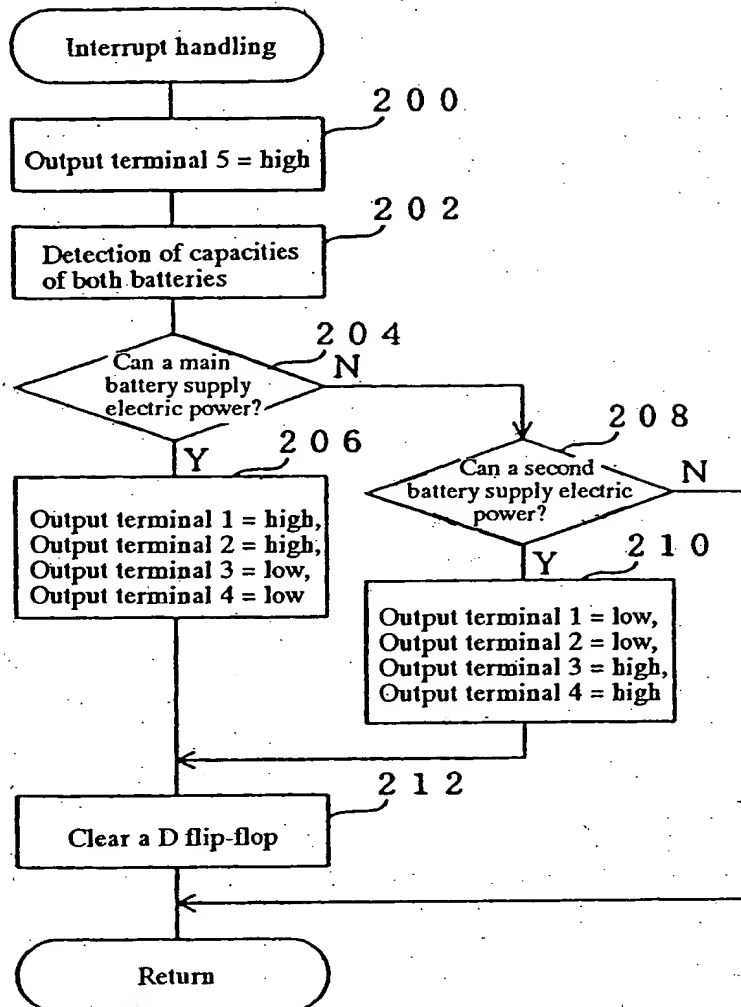 Interrupt handling
200
Output terminal 5 = high
202
Detection of capacities
of both batteries
204
Can a main
battery supply
electric power?
N
Y
206
Output terminal 1 = high,
Output terminal 2 = high,
Output terminal 3 = low,
Output terminal 4 = low
208
Can a second
battery supply electric
power?
N
Y
210
Output terminal 1 = low,
Output terminal 2 = low,
Output terminal 3 = high,
Output terminal 4 = high
212
Clear a D flip-flop
Return